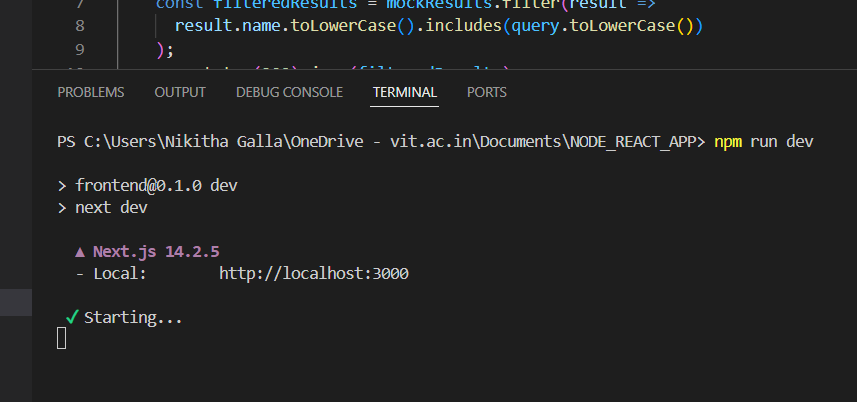 7 const filteredResults = mockResults.filter(result =>
8 result.name.toLowerCase().includes(query.toLowerCase())
9 );
PROBLEMS OUTPUT DEBUG CONSOLE TERMINAL PORTS
PS C:\Users\Nikitha Galla\OneDrive - vit.ac.in\Documents\NODE_REACT_APP> npm run dev
> frontend@0.1.0 dev
> next dev
▲ Next.js 14.2.5
- Local: http://localhost:3000
✓ Starting...